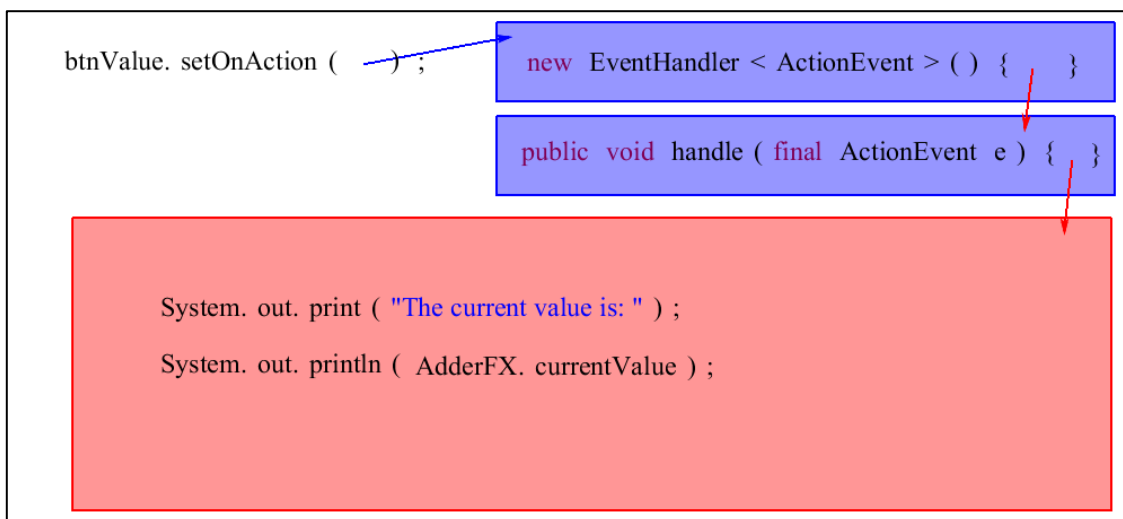 btnValue. setOnAction (    ) ;
new EventHandler < ActionEvent > ( ) {    }
public void handle ( final ActionEvent e ) {    }
System. out. print ( "The current value is: " ) ;
System. out. println ( AdderFX. currentValue ) ;